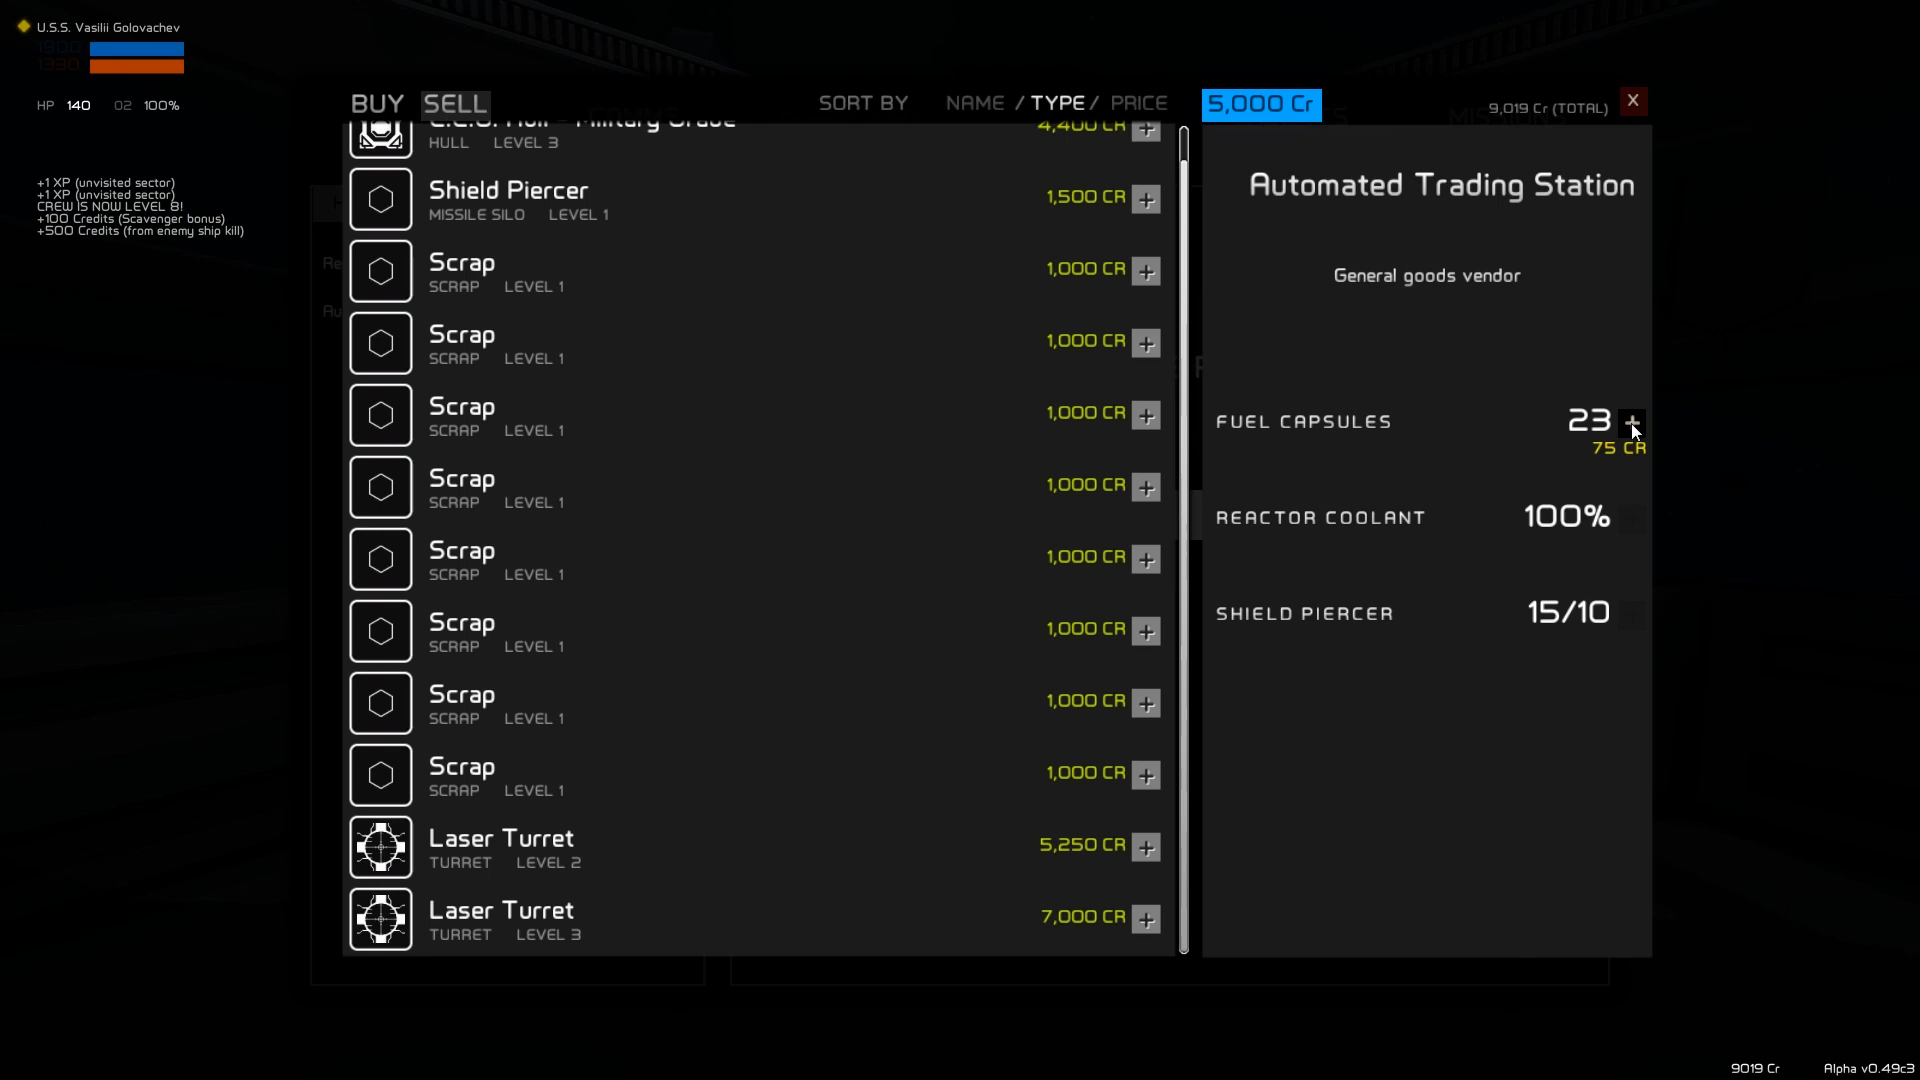 U.S.S. Vasilii Golovachev
1330
HP 140 O2 100%
+1 XP (unvisited sector)
+1 XP (unvisited sector)
CREW IS NOW LEVEL 8!
+100 Credits (Scavenger bonus)
+500 Credits (from enemy ship kill)
BUY SELL
SORT BY NAME / TYPE / PRICE
5,000 Cr
9,019 Cr (TOTAL)
X
Military Grade 4,400 CR +
HULL LEVEL 3
Shield Piercer 1,500 CR +
MISSILE SILO LEVEL 1
Scrap 1,000 CR +
SCRAP LEVEL 1
Scrap 1,000 CR +
SCRAP LEVEL 1
Scrap 1,000 CR +
SCRAP LEVEL 1
Scrap 1,000 CR +
SCRAP LEVEL 1
Scrap 1,000 CR +
SCRAP LEVEL 1
Scrap 1,000 CR +
SCRAP LEVEL 1
Scrap 1,000 CR +
SCRAP LEVEL 1
Scrap 1,000 CR +
SCRAP LEVEL 1
Laser Turret 5,250 CR +
TURRET LEVEL 2
Laser Turret 7,000 CR +
TURRET LEVEL 3
Automated Trading Station
General goods vendor
FUEL CAPSULES 23 +
75 CR
REACTOR COOLANT 100%
SHIELD PIERCER 15/10
9019 Cr
Alpha v0.49c3